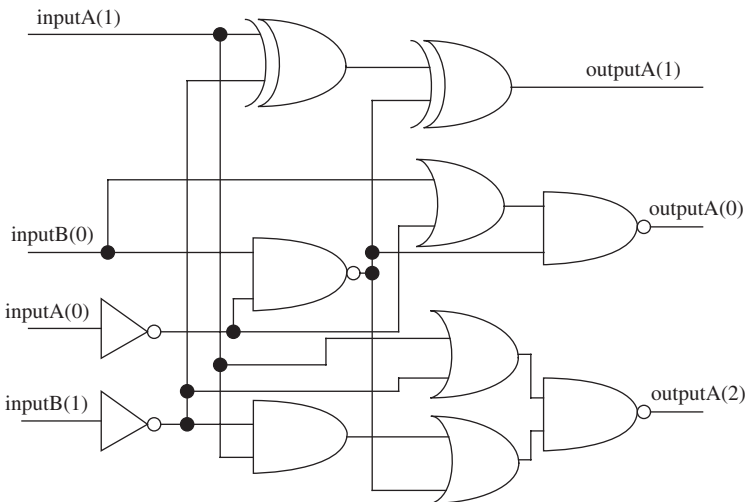 inputA(1)
outputA(1)
outputA(0)
inputB(0)
inputA(0)
inputB(1)
outputA(2)